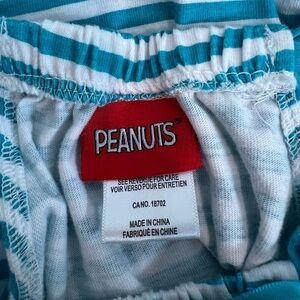 PEANUTS
SEE REVERSE FOR CARE
VOIR VERSO POUR ENTRETIEN
CA NO. 18702
MADE IN CHINA
FABRIQUÉ EN CHINE